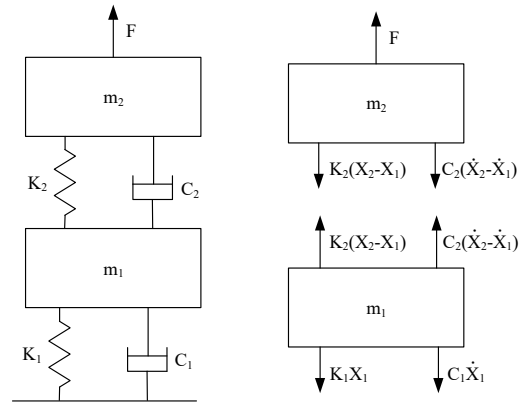 F
m₂
K₂
C₂
m₁
K₁
C₁
F
m₂
K₂(X₂-X₁)
C₂(Ẋ₂-Ẋ₁)
K₂(X₂-X₁)
C₂(Ẋ₂-Ẋ₁)
m₁
K₁X₁
C₁Ẋ₁